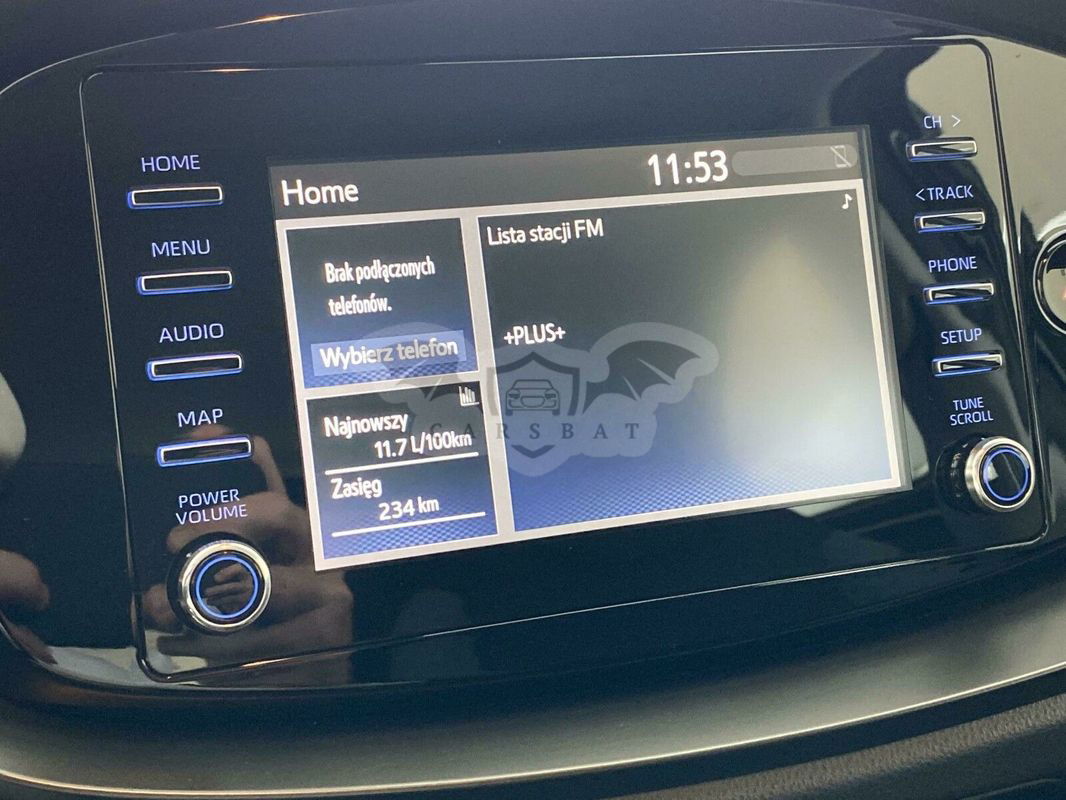 HOME
MENU
AUDIO
MAP
POWER
VOLUME
Home
11:53
Brak podłączonych
telefonów.
Wybierz telefon
Najnowszy
11.7 L/100km
Zasięg
234 km
Lista stacji FM
+PLUS+
CARSBAT
CH >
<TRACK
PHONE
SETUP
TUNE
SCROLL